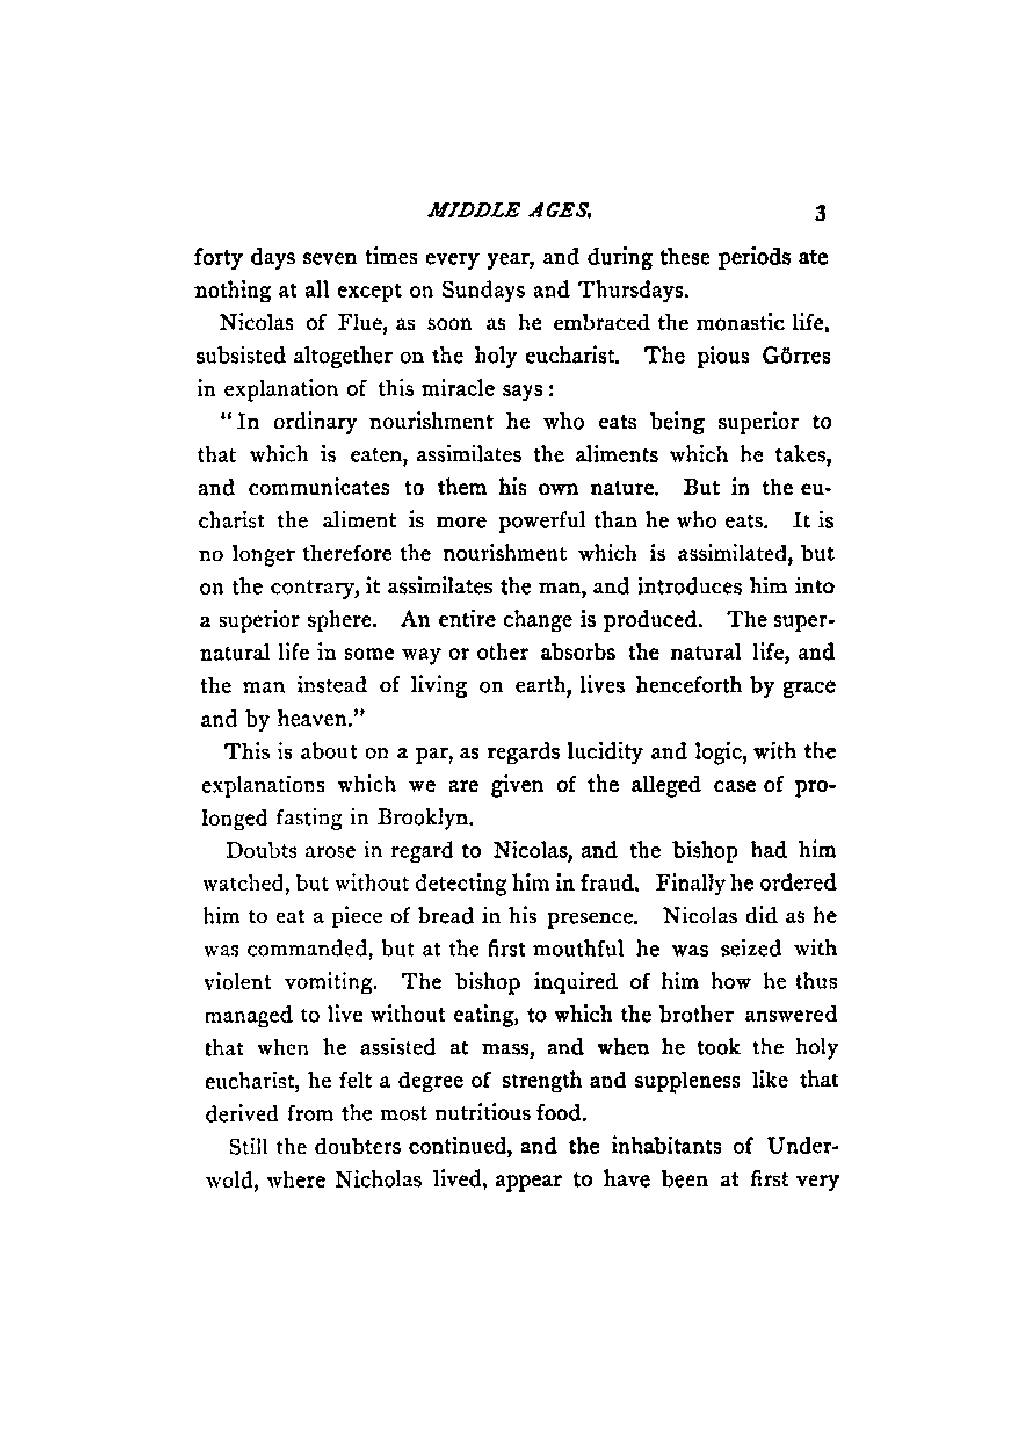 MIDDLE AGES. 3
forty days seven times every year, and during these periods ate
nothing at all except on Sundays and Thursdays.
Nicolas of Flue, as soon as he embraced the monastic life,
subsisted altogether on the holy eucharist. The pious Görres
in explanation of this miracle says:
"In ordinary nourishment he who eats being superior to
that which is eaten, assimilates the aliments which he takes,
and communicates to them his own nature. But in the eu-
charist the aliment is more powerful than he who eats. It is
no longer therefore the nourishment which is assimilated, but
on the contrary, it assimilates the man, and introduces him into
a superior sphere. An entire change is produced. The super-
natural life in some way or other absorbs the natural life, and
the man instead of living on earth, lives henceforth by grace
and by heaven."
This is about on a par, as regards lucidity and logic, with the
explanations which we are given of the alleged case of pro-
longed fasting in Brooklyn.
Doubts arose in regard to Nicolas, and the bishop had him
watched, but without detecting him in fraud. Finally he ordered
him to eat a piece of bread in his presence. Nicolas did as he
was commanded, but at the first mouthful he was seized with
violent vomiting. The bishop inquired of him how he thus
managed to live without eating, to which the brother answered
that when he assisted at mass, and when he took the holy
eucharist, he felt a degree of strength and suppleness like that
derived from the most nutritious food.
Still the doubters continued, and the inhabitants of Under-
wold, where Nicholas lived, appear to have been at first very